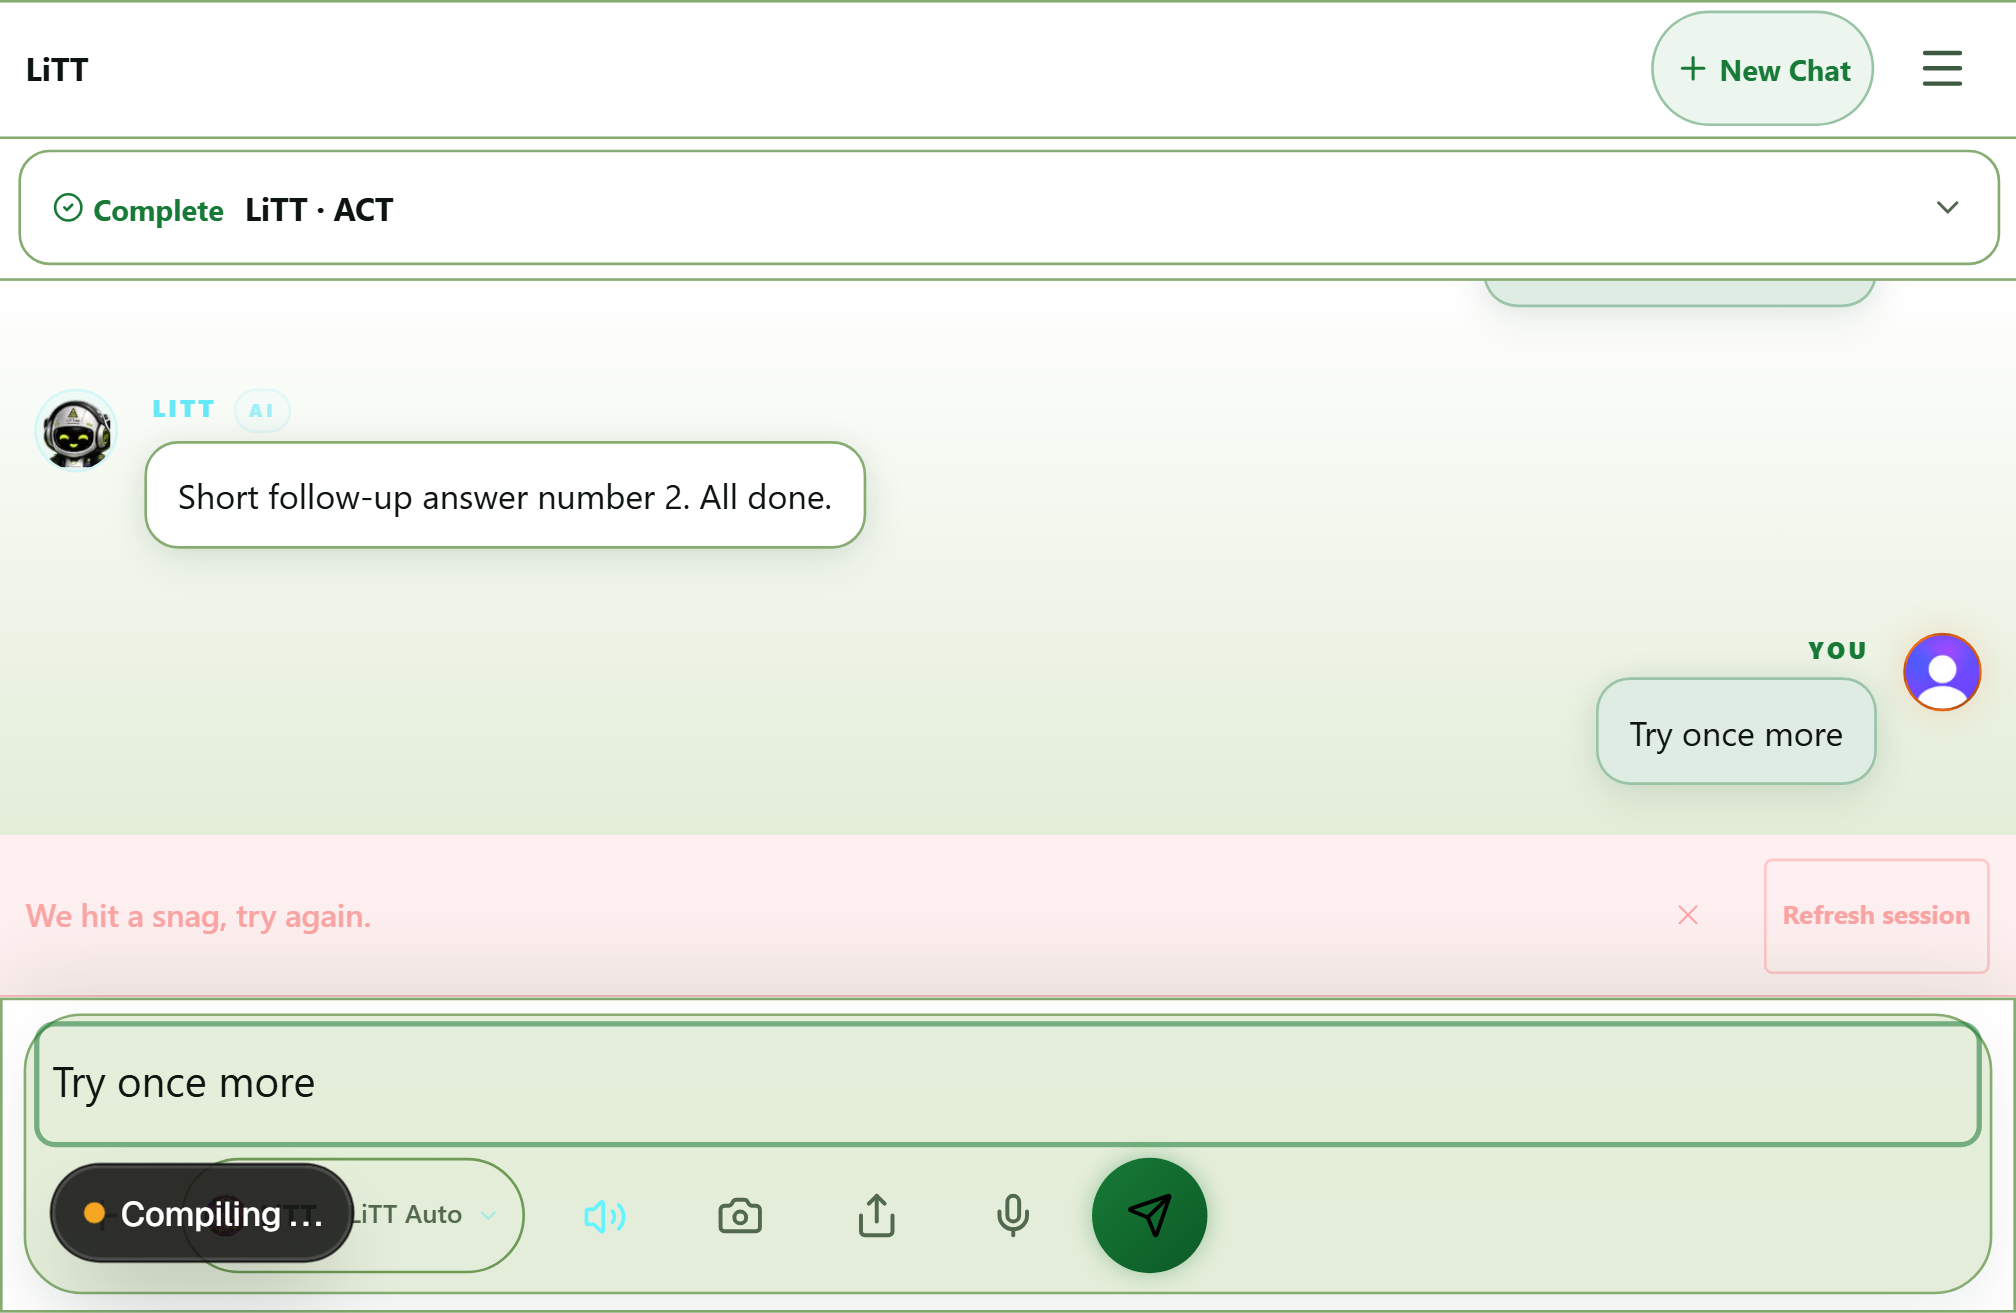 LiTT
+ New Chat
Complete LiTT · ACT
LITT AI
Short follow-up answer number 2. All done.
YOU
Try once more
We hit a snag, try again.
Refresh session
Try once more
Compiling ...
LiTT Auto